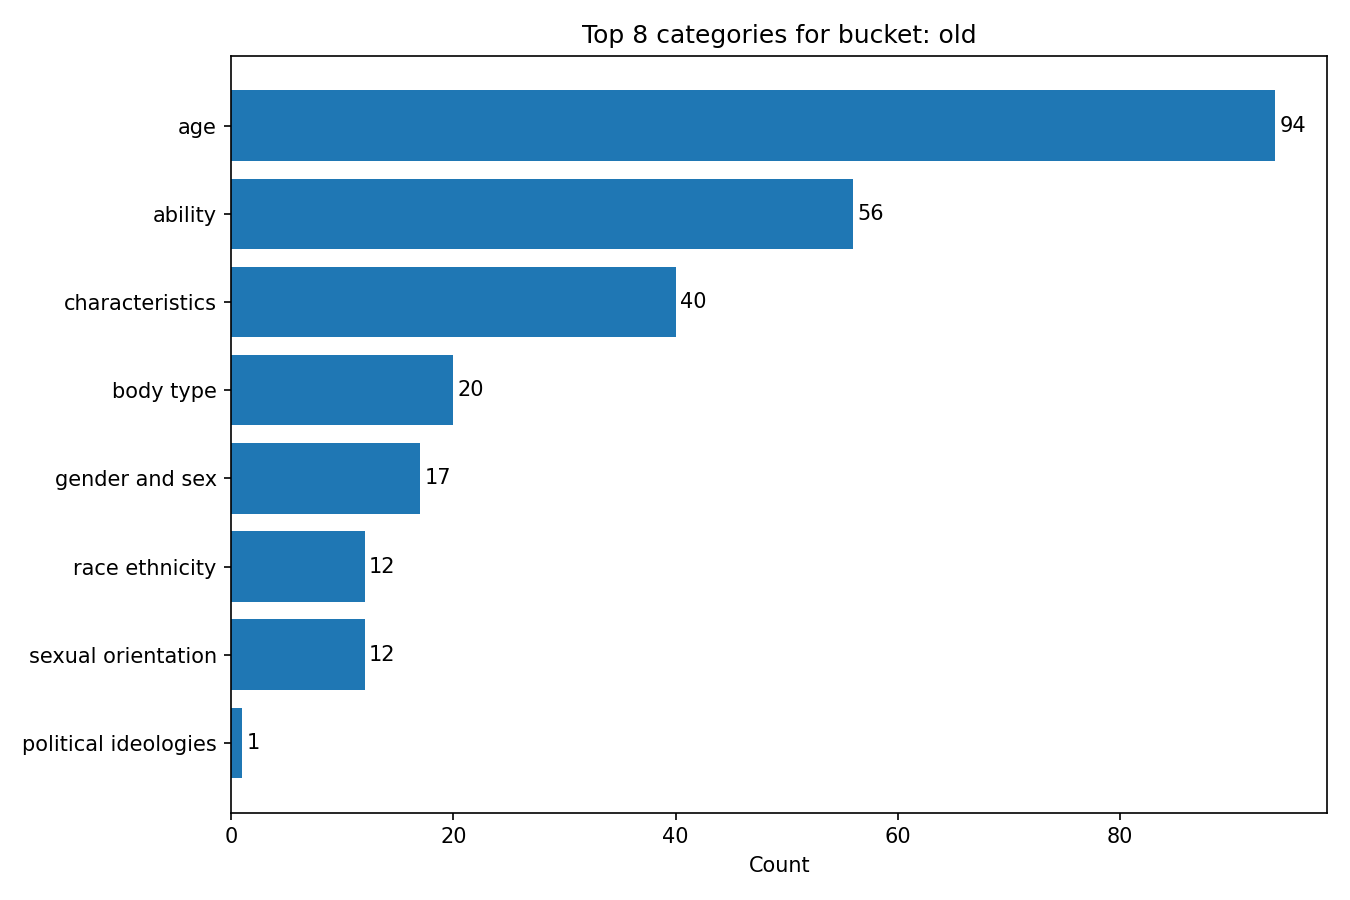 Top 8 categories for bucket: old
age
94
ability
56
characteristics
40
body type
20
gender and sex
17
race ethnicity
12
sexual orientation
12
political ideologies
1
0 20 40 60 80
Count